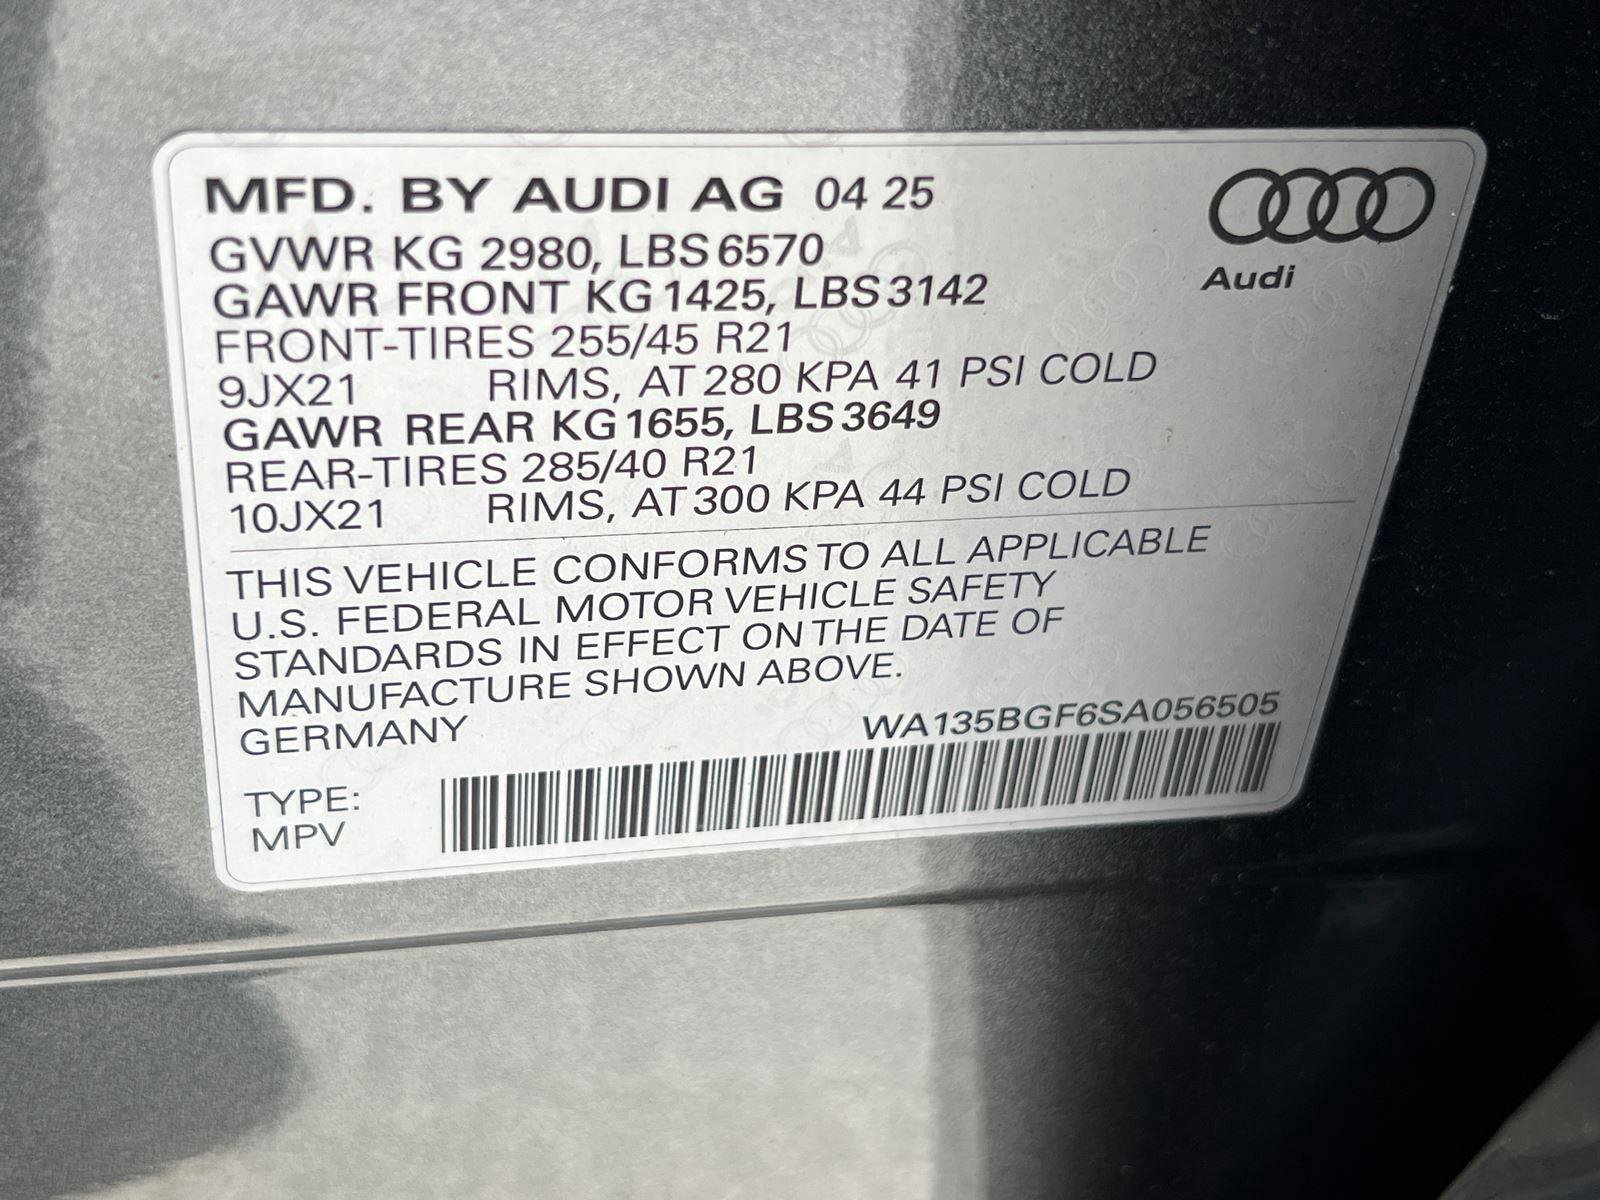 MFD. BY AUDI AG 04 25
GVWR KG 2980, LBS 6570
GAWR FRONT KG 1425, LBS 3142
FRONT-TIRES 255/45 R21
9JX21 RIMS, AT 280 KPA 41 PSI COLD
GAWR REAR KG 1655, LBS 3649
REAR-TIRES 285/40 R21
10JX21 RIMS, AT 300 KPA 44 PSI COLD
Audi
THIS VEHICLE CONFORMS TO ALL APPLICABLE
U.S. FEDERAL MOTOR VEHICLE SAFETY
STANDARDS IN EFFECT ON THE DATE OF
MANUFACTURE SHOWN ABOVE.
GERMANY
WA135BGF6SA056505
TYPE:
MPV